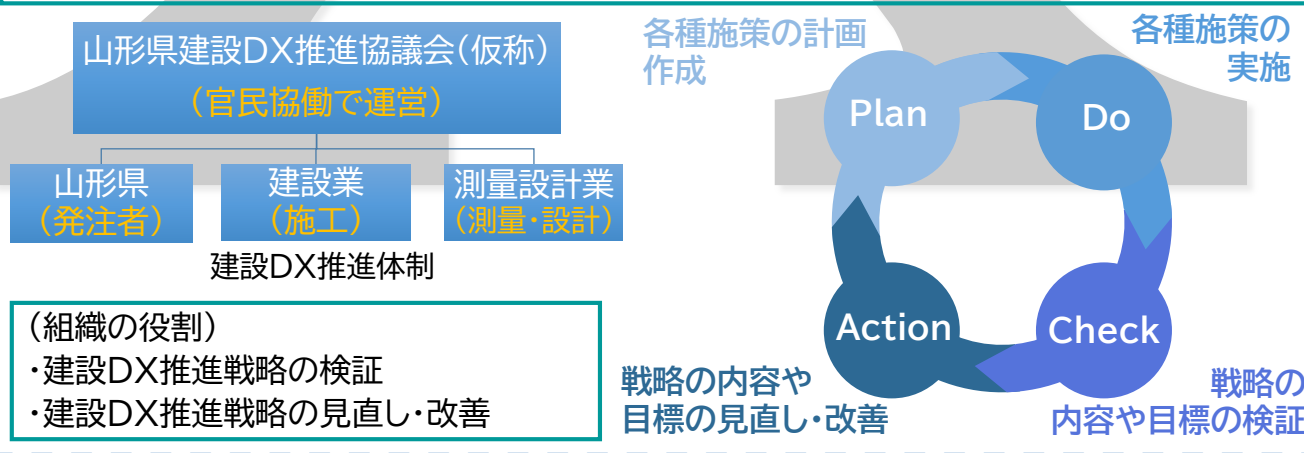 山形県建設DX推進協議会(仮称)
(官民協働で運営)
山形県
(発注者)
建設業
(施工)
測量設計業
(測量・設計)
建設DX推進体制
(組織の役割)
・建設DX推進戦略の検証
・建設DX推進戦略の見直し・改善
各種施策の計画
作成
各種施策の
実施
Plan
Do
Action
Check
戦略の内容や
目標の見直し・改善
戦略の
内容や目標の検証